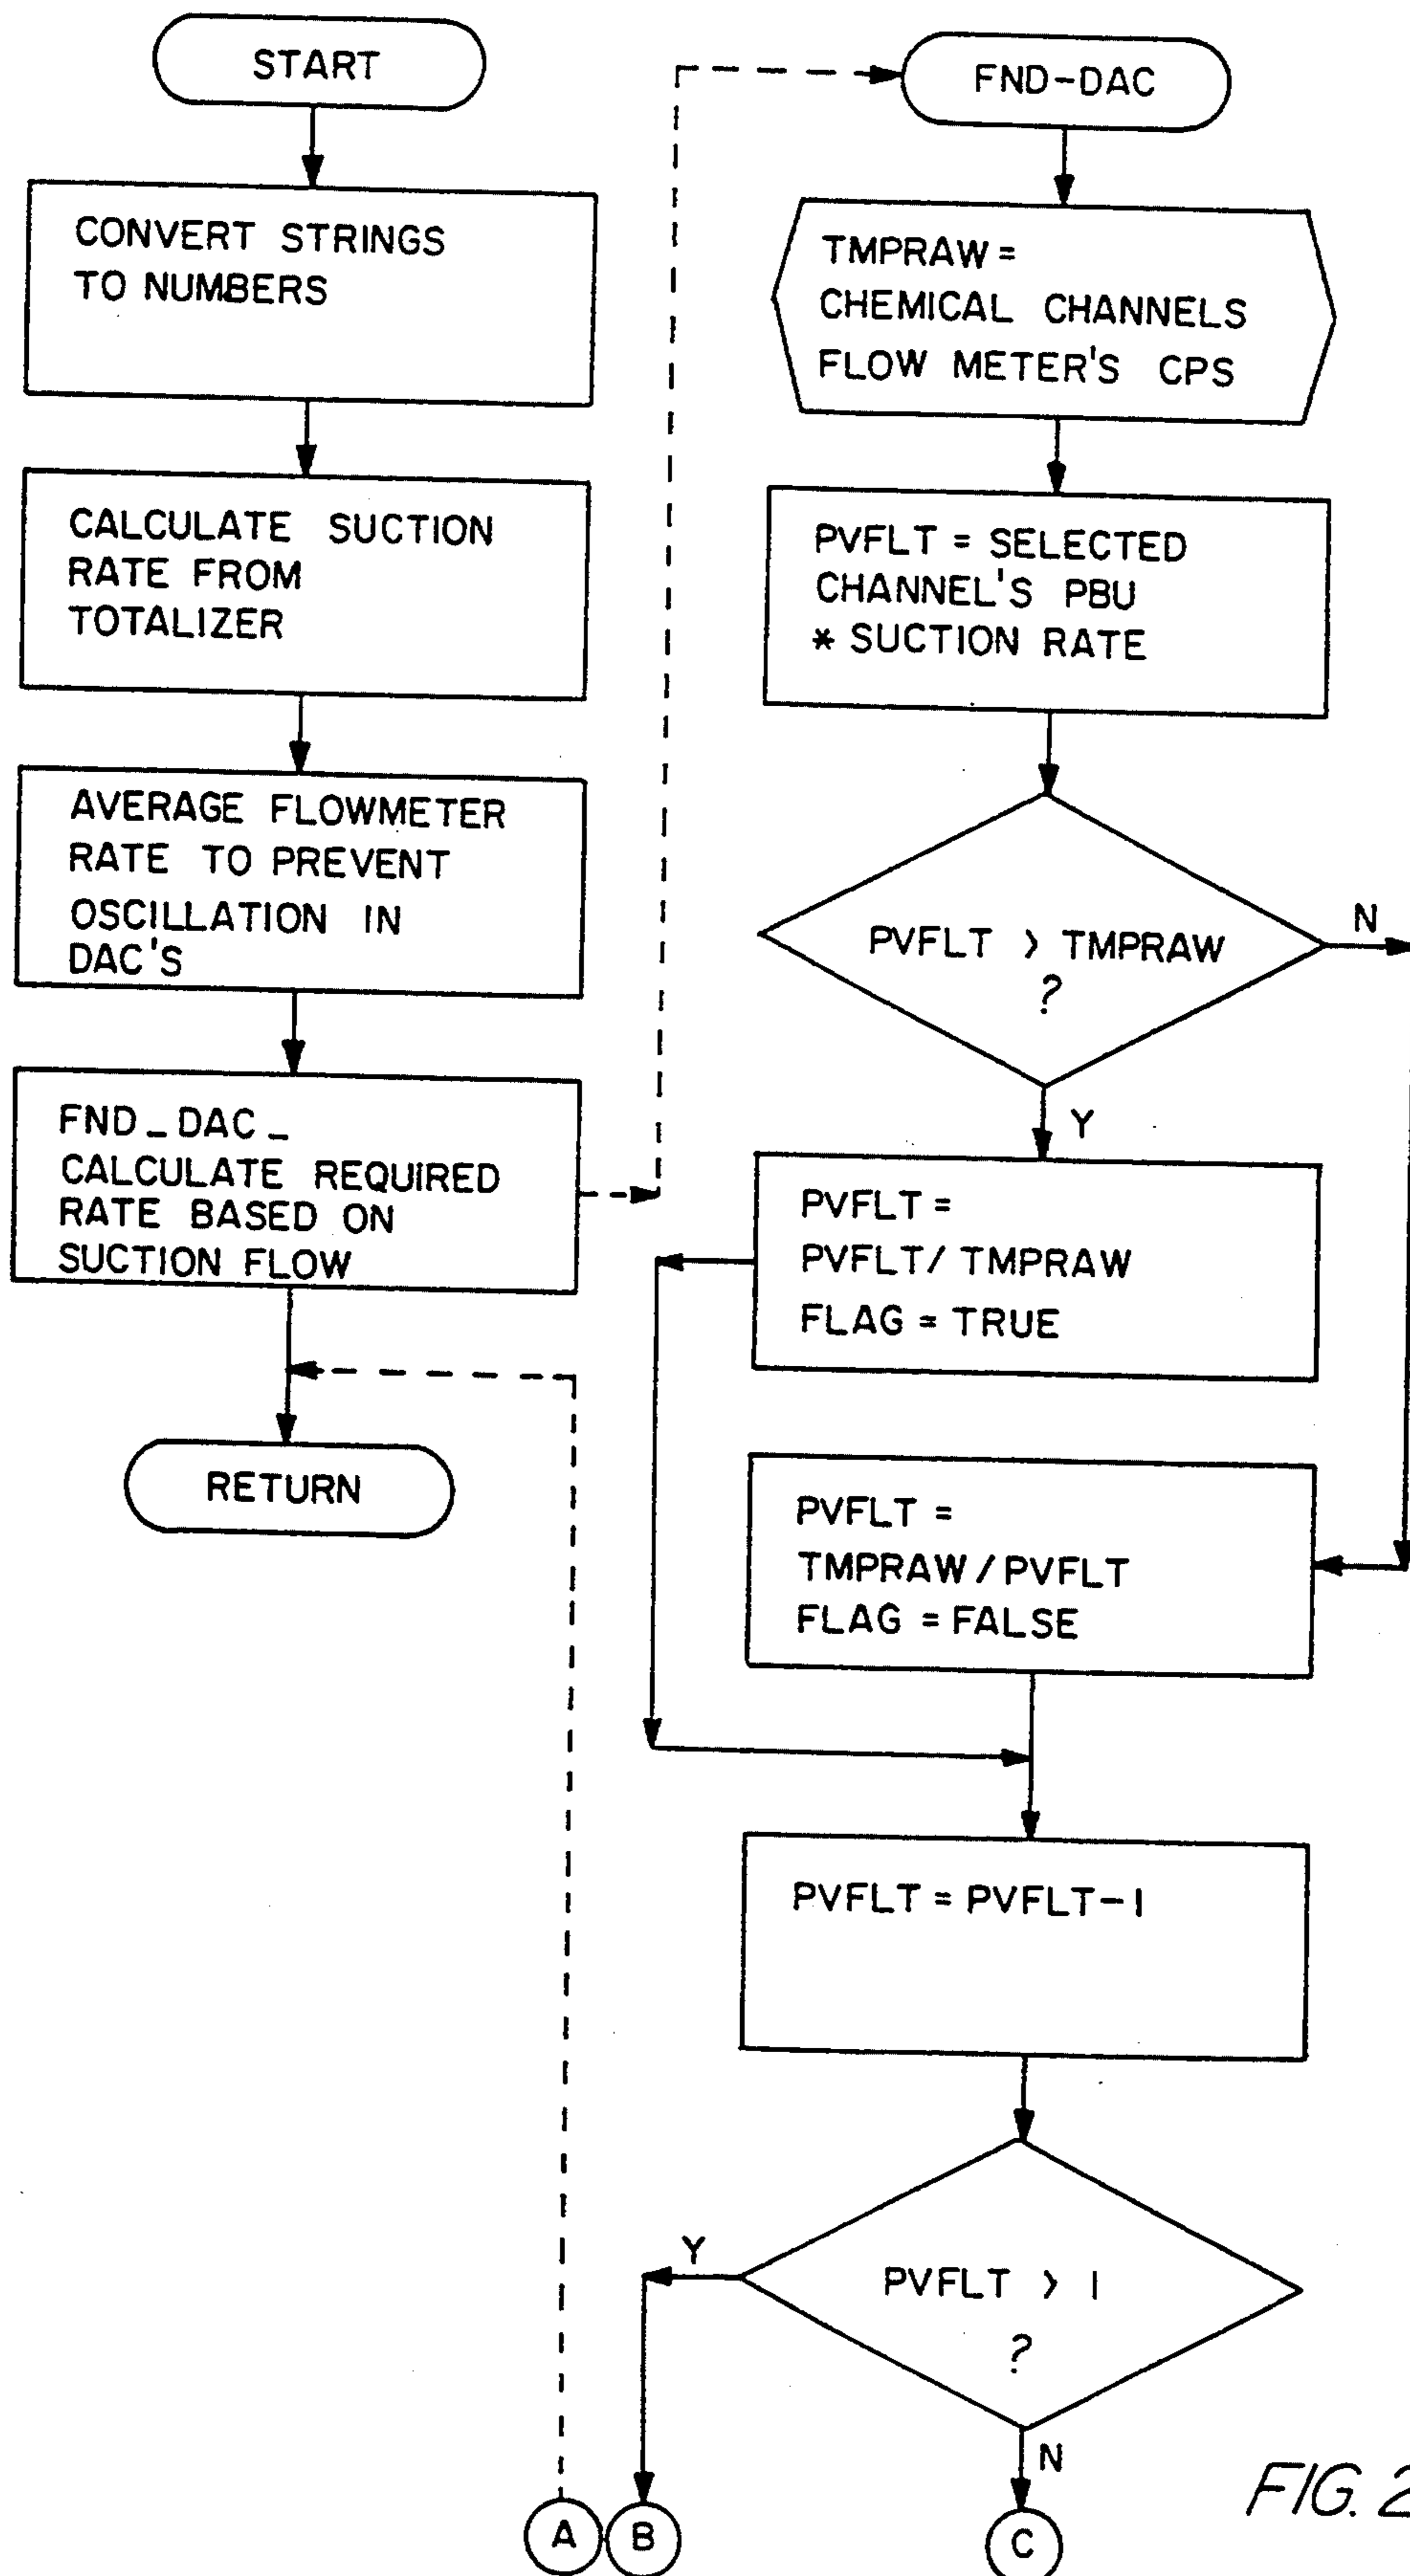 START
CONVERT STRINGS
TO NUMBERS
CALCULATE SUCTION
RATE FROM
TOTALIZER
AVERAGE FLOWMETER
RATE TO PREVENT
OSCILLATION IN
DAC'S
FND_DAC_
CALCULATE REQUIRED
RATE BASED ON
SUCTION FLOW
RETURN
FND-DAC
TMPRAW =
CHEMICAL CHANNELS
FLOW METER'S CPS
PVFLT = SELECTED
CHANNEL'S PBU
* SUCTION RATE
PVFLT > TMPRAW
?
N
Y
PVFLT =
PVFLT / TMPRAW
FLAG = TRUE
PVFLT =
TMPRAW / PVFLT
FLAG = FALSE
PVFLT = PVFLT-1
PVFLT > 1
?
Y
N
A
B
C
FIG. 2